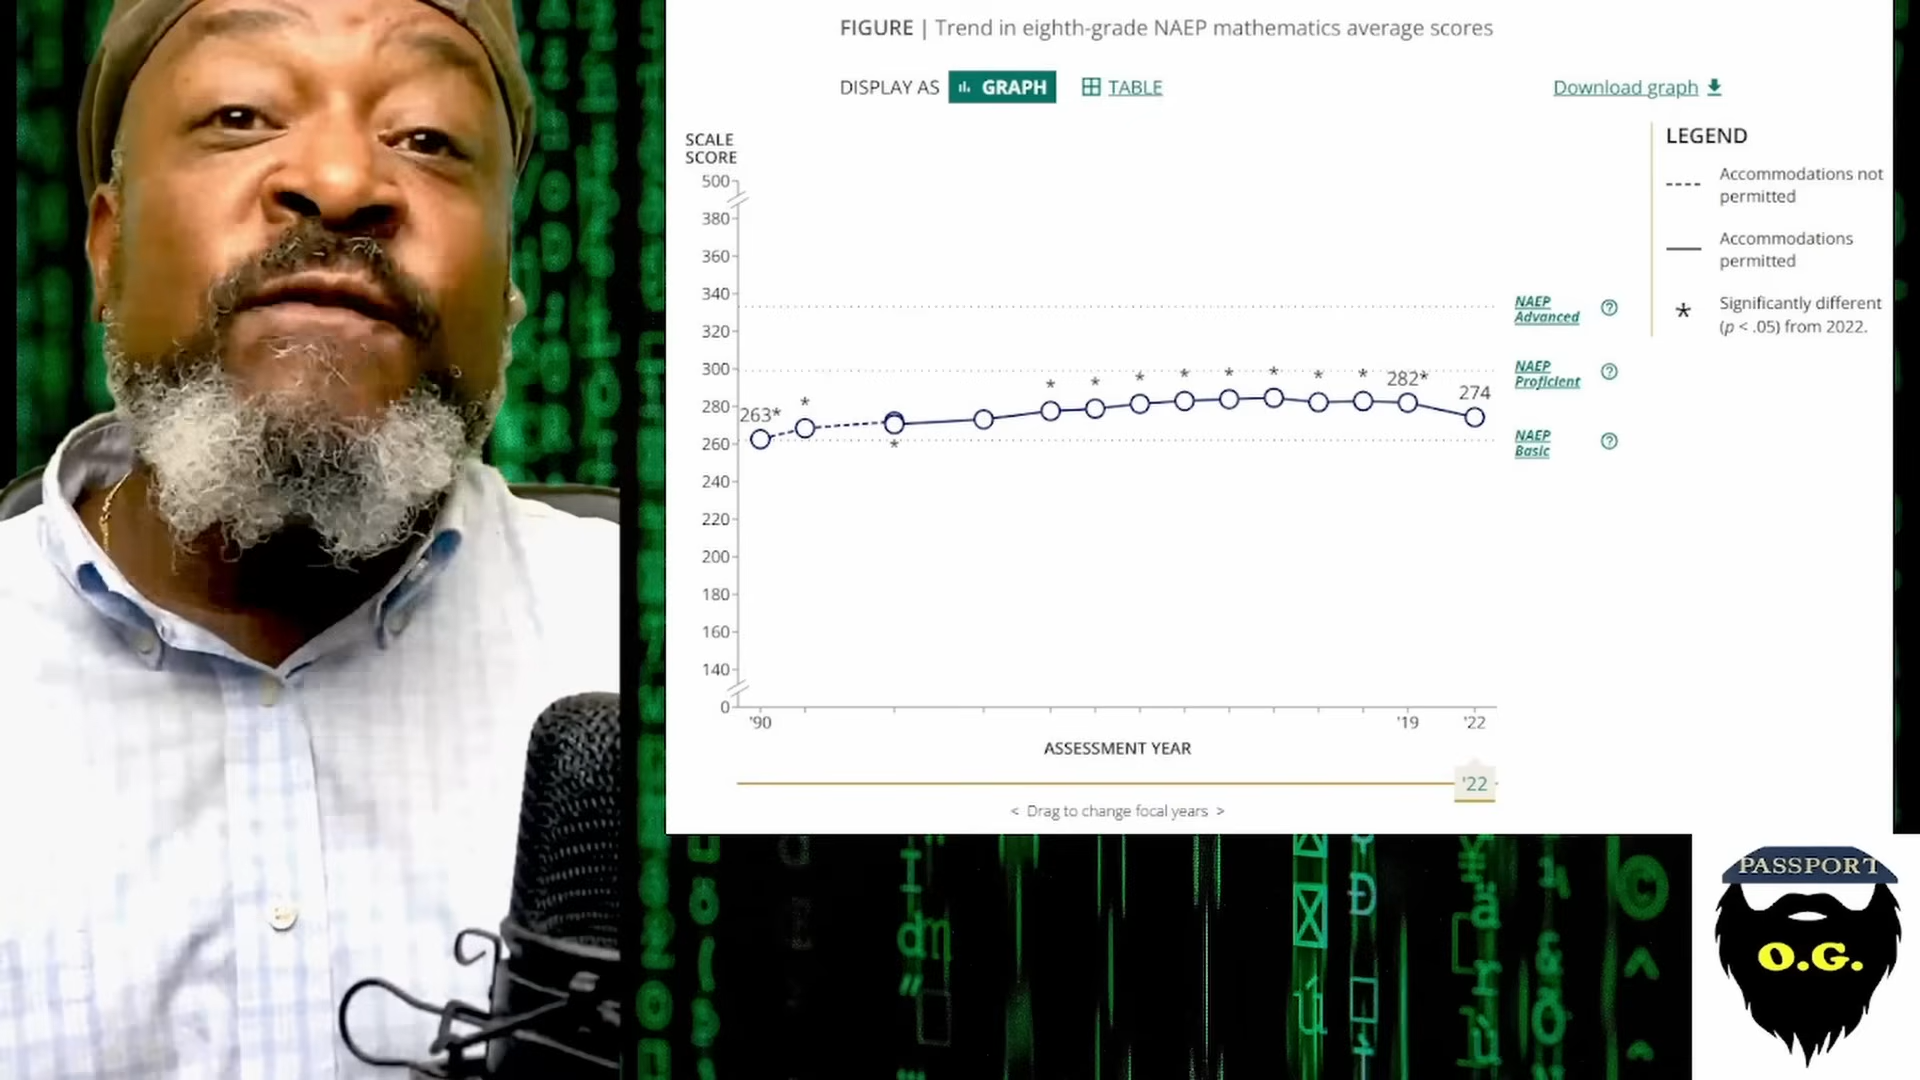 FIGURE | Trend in eighth-grade NAEP mathematics average scores
DISPLAY AS GRAPH TABLE
Download graph
SCALE
SCORE
500
380
360
340
320
300
280
260
240
220
200
180
160
140
0
263*
*
*
*
*
*
*
*
*
*
*
282*
274
NAEP
Advanced
?
NAEP
Proficient
?
NAEP
Basic
?
'90
'19
'22
ASSESSMENT YEAR
'22
< Drag to change focal years >
LEGEND
Accommodations not
permitted
Accommodations
permitted
* Significantly different
(p < .05) from 2022.
PASSPORT
O.G.